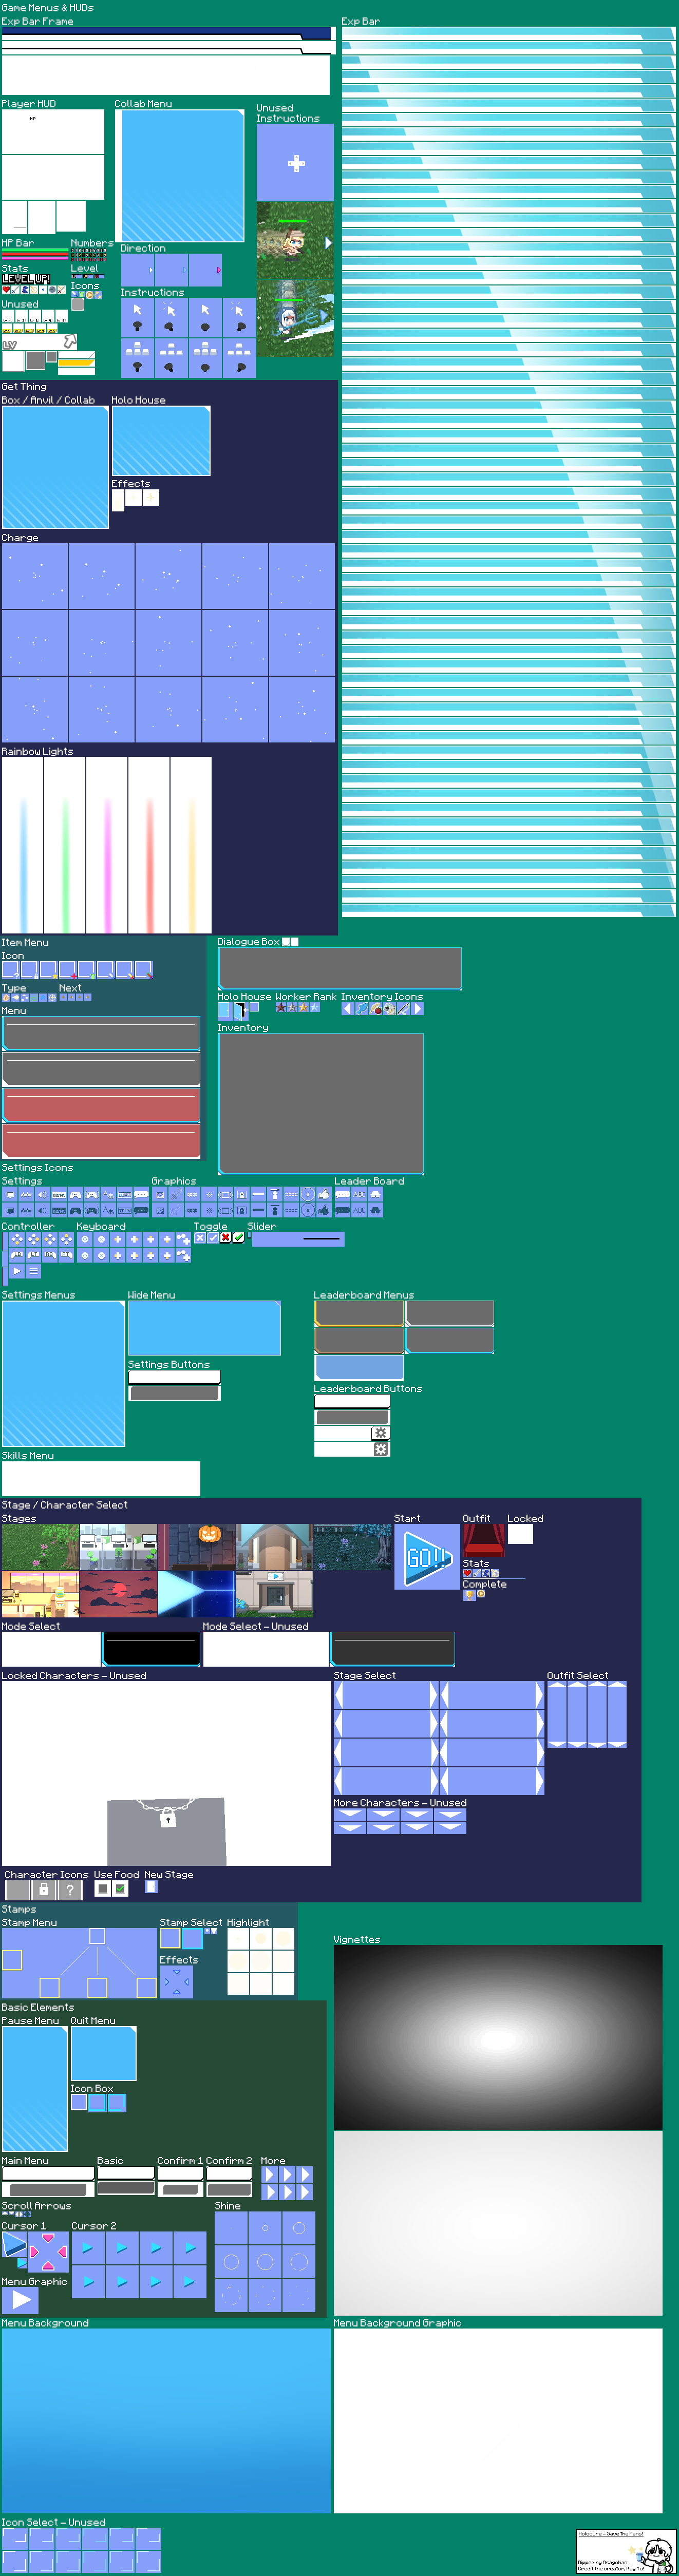 Game Menus & HUDs
Exp Bar Frame
Exp Bar
Player HUD
Collab Menu
Unused
Instructions
HP
HP Bar
Numbers
Direction
Stats
Level
LEVEL UP!
Icons
Instructions
Unused
LV
Get Thing
Box / Anvil / Collab
Holo House
Effects
Charge
Rainbow Lights
Item Menu
Dialogue Box
Icon
Type
Next
Holo House
Worker Rank
Inventory Icons
Menu
Inventory
Settings Icons
Settings
Graphics
Leader Board
ABC
ABC
Controller
Keyboard
Toggle
Slider
Settings Menus
Wide Menu
Leaderboard Menus
Settings Buttons
Leaderboard Buttons
Skills Menu
Stage / Character Select
Stages
Start
Outfit
Locked
GO!!
Stats
Complete
Mode Select
Mode Select - Unused
Locked Characters - Unused
Stage Select
Outfit Select
More Characters - Unused
Character Icons
Use Food
New Stage
?
Stamps
Stamp Menu
Stamp Select
Highlight
Effects
Vignettes
Basic Elements
Pause Menu
Quit Menu
Icon Box
Main Menu
Basic
Confirm 1
Confirm 2
More
Scroll Arrows
Shine
Cursor 1
Cursor 2
Menu Graphic
Menu Background
Menu Background Graphic
Icon Select - Unused
Holocure - Save the Fans!
Ripped by Asagohan
Credit the creator, Kay Yu!